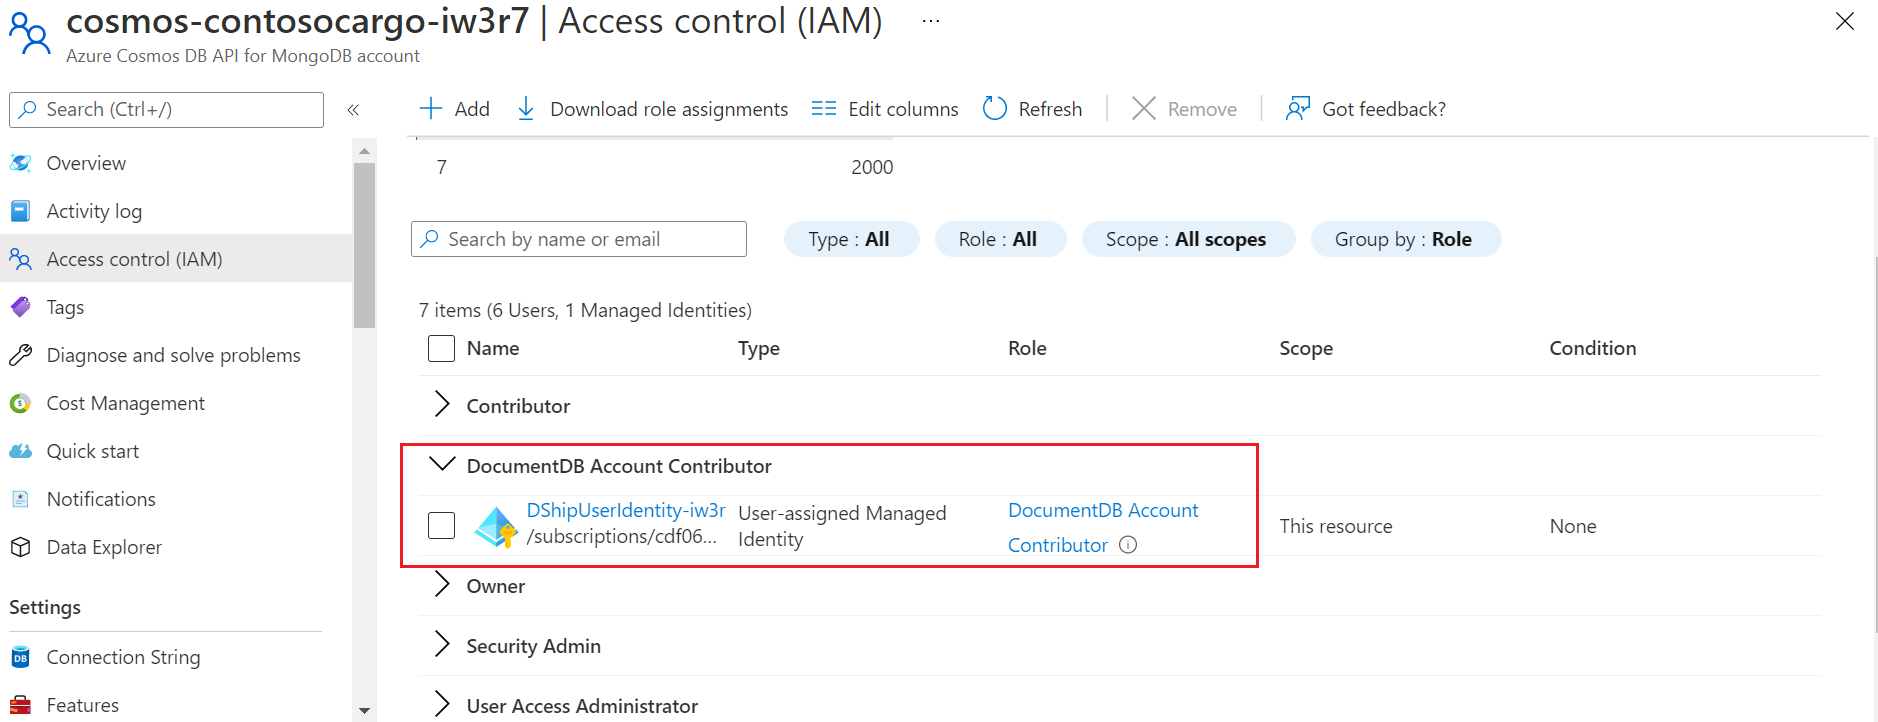 cosmos-contosocargo-iw3r7 | Access control (IAM) ...
Azure Cosmos DB API for MongoDB account
Search (Ctrl+/)
«
Overview
Activity log
Access control (IAM)
Tags
Diagnose and solve problems
Cost Management
Quick start
Notifications
Data Explorer
Settings
Connection String
Features
Add Download role assignments Edit columns Refresh Remove Got feedback?
7 2000
Search by name or email Type : All Role : All Scope : All scopes Group by : Role
7 items (6 Users, 1 Managed Identities)
Name Type Role Scope Condition
Contributor
DocumentDB Account Contributor
DShipUserIdentity-iw3r
/subscriptions/cdf06...
User-assigned Managed
Identity
DocumentDB Account
Contributor
This resource
None
Owner
Security Admin
User Access Administrator